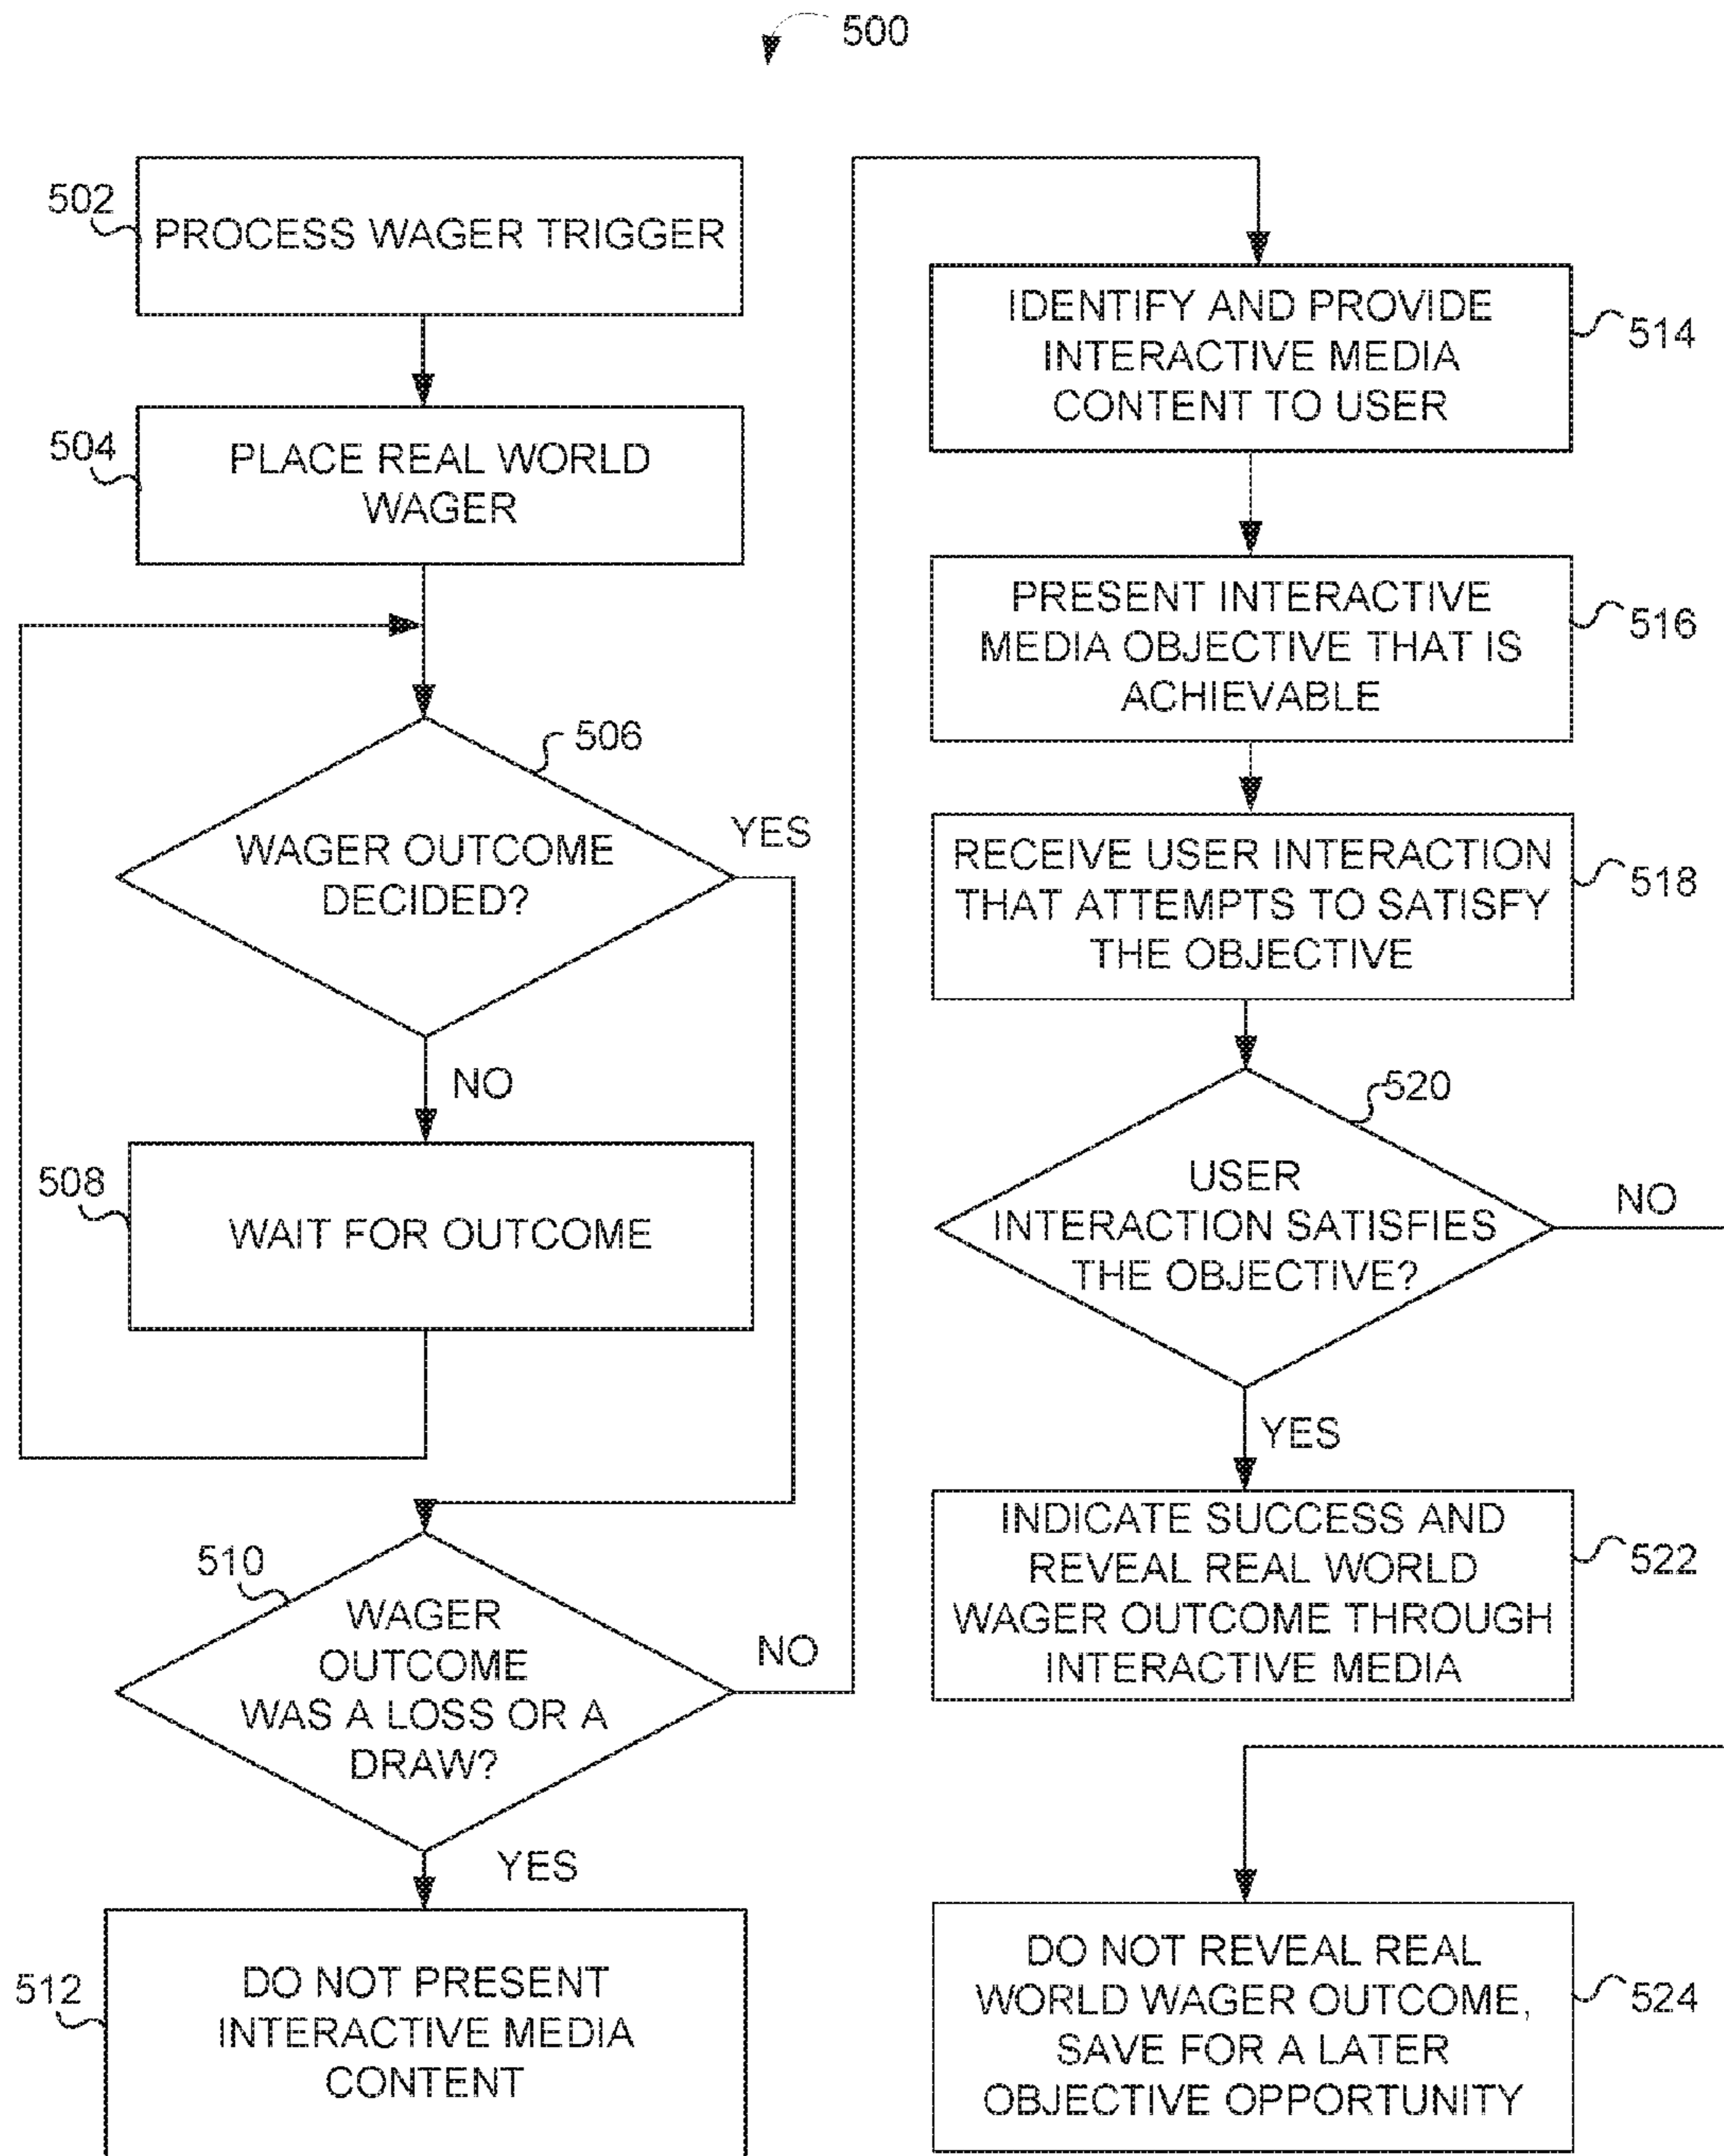 500
502
PROCESS WAGER TRIGGER
504
PLACE REAL WORLD
WAGER
506
WAGER OUTCOME
DECIDED?
YES
NO
508
WAIT FOR OUTCOME
510
WAGER
OUTCOME
WAS A LOSS OR A
DRAW?
NO
YES
512
DO NOT PRESENT
INTERACTIVE MEDIA
CONTENT
IDENTIFY AND PROVIDE
INTERACTIVE MEDIA
CONTENT TO USER
514
PRESENT INTERACTIVE
MEDIA OBJECTIVE THAT IS
ACHIEVABLE
516
RECEIVE USER INTERACTION
THAT ATTEMPTS TO SATISFY
THE OBJECTIVE
518
520
USER
INTERACTION SATISFIES
THE OBJECTIVE?
NO
YES
INDICATE SUCCESS AND
REVEAL REAL WORLD
WAGER OUTCOME THROUGH
INTERACTIVE MEDIA
522
DO NOT REVEAL REAL
WORLD WAGER OUTCOME,
SAVE FOR A LATER
OBJECTIVE OPPORTUNITY
524